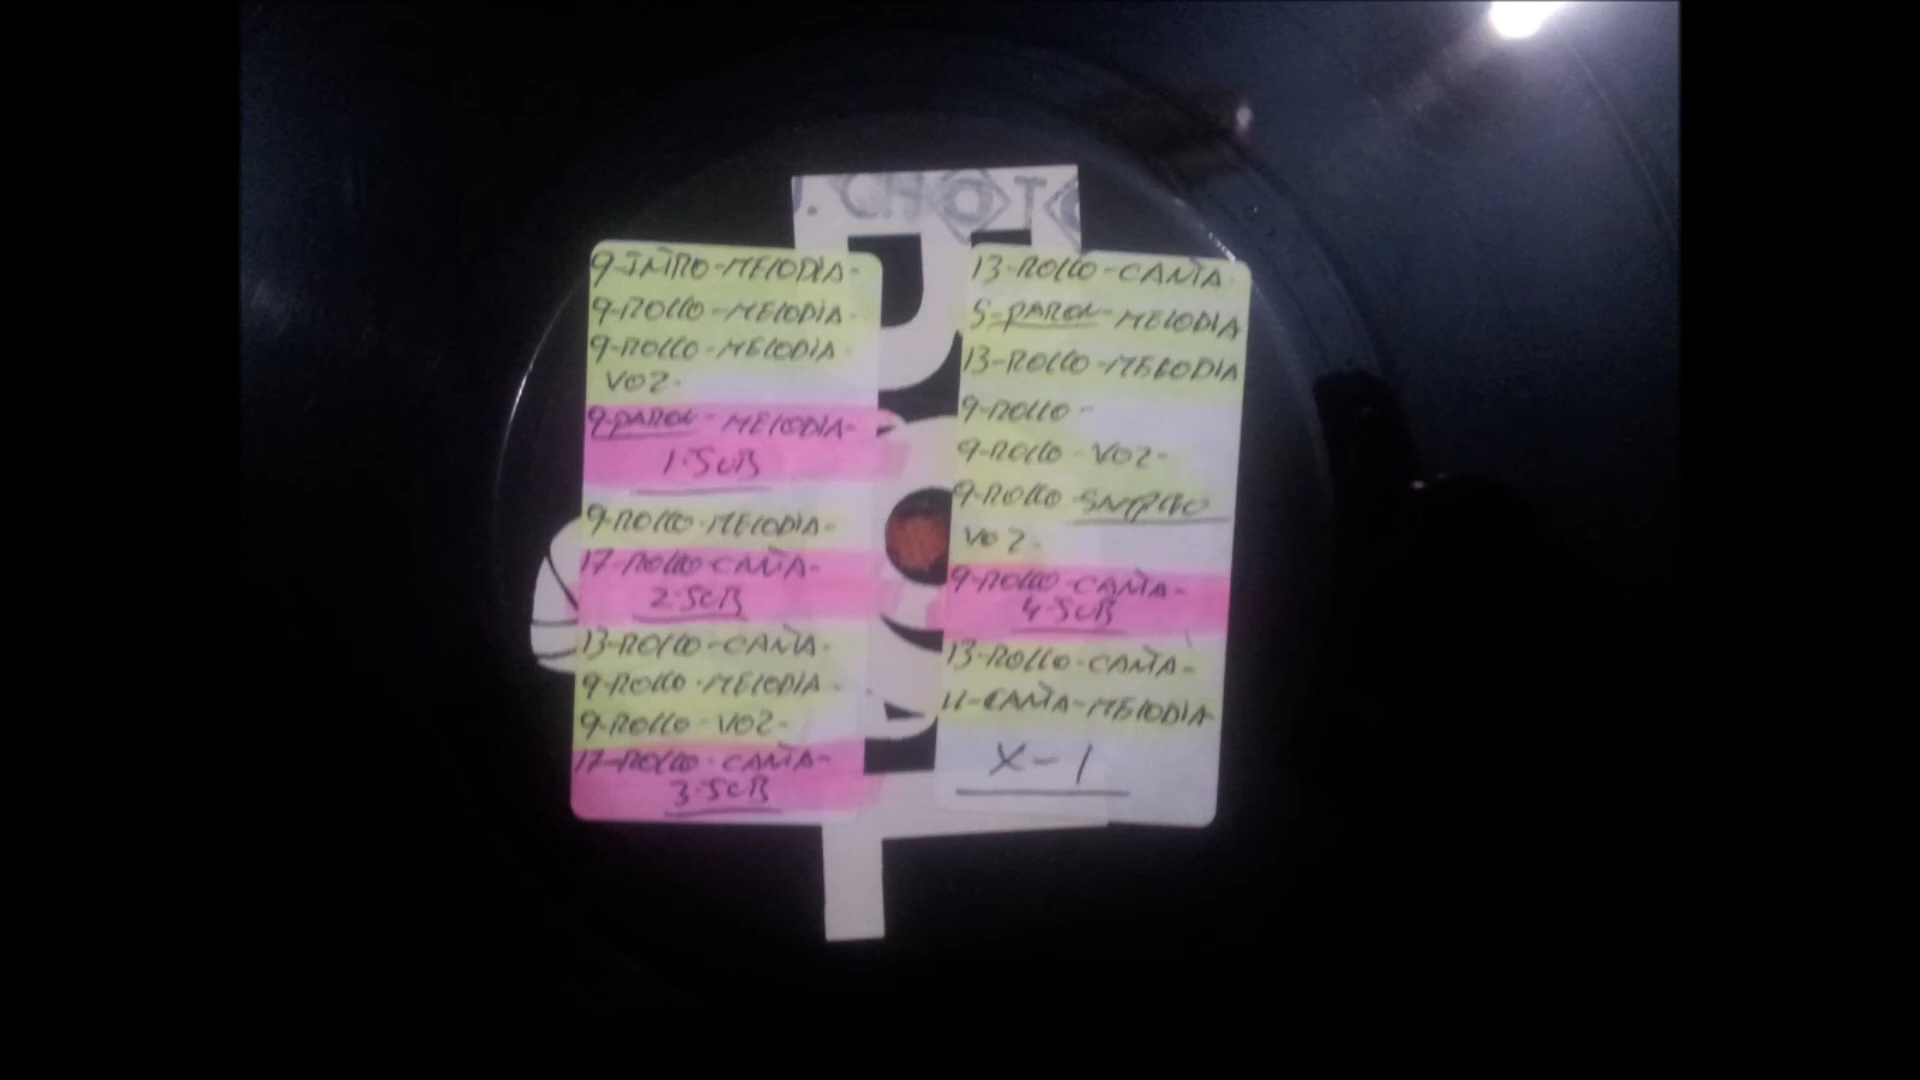 J. CHOTO
9-INTRO-MELODIA-
9-ROLLO-MELODIA-
9-ROLLO-MELODIA-
VOZ-
9-PARON-MELODIA-
1-SUB
9-ROLLO-MELODIA-
17-ROLLO-CAÑA-
2-SUB
13-ROLLO-CAÑA-
9-ROLLO-MELODIA-
9-ROLLO-VOZ-
17-ROLLO-CAÑA-
3-SUB
13-ROLLO-CAÑA-
5-PARON-MELODIA
13-ROLLO-MELODIA
9-ROLLO-
9-ROLLO-VOZ-
9-ROLLO
VOZ-
9-ROLLO-CAÑA-
4-SUB
13-ROLLO-CAÑA-
-CAÑA-MELODIA-
X-1